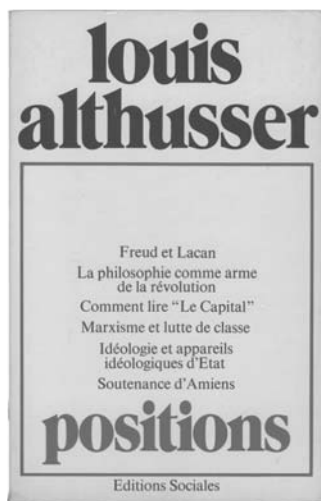 louis
althusser
Freud et Lacan
La philosophie comme arme
de la révolution
Comment lire "Le Capital"
Marxisme et lutte de classe
Idéologie et appareils
idéologiques d'Etat
Soutenance d'Amiens
positions
Editions Sociales